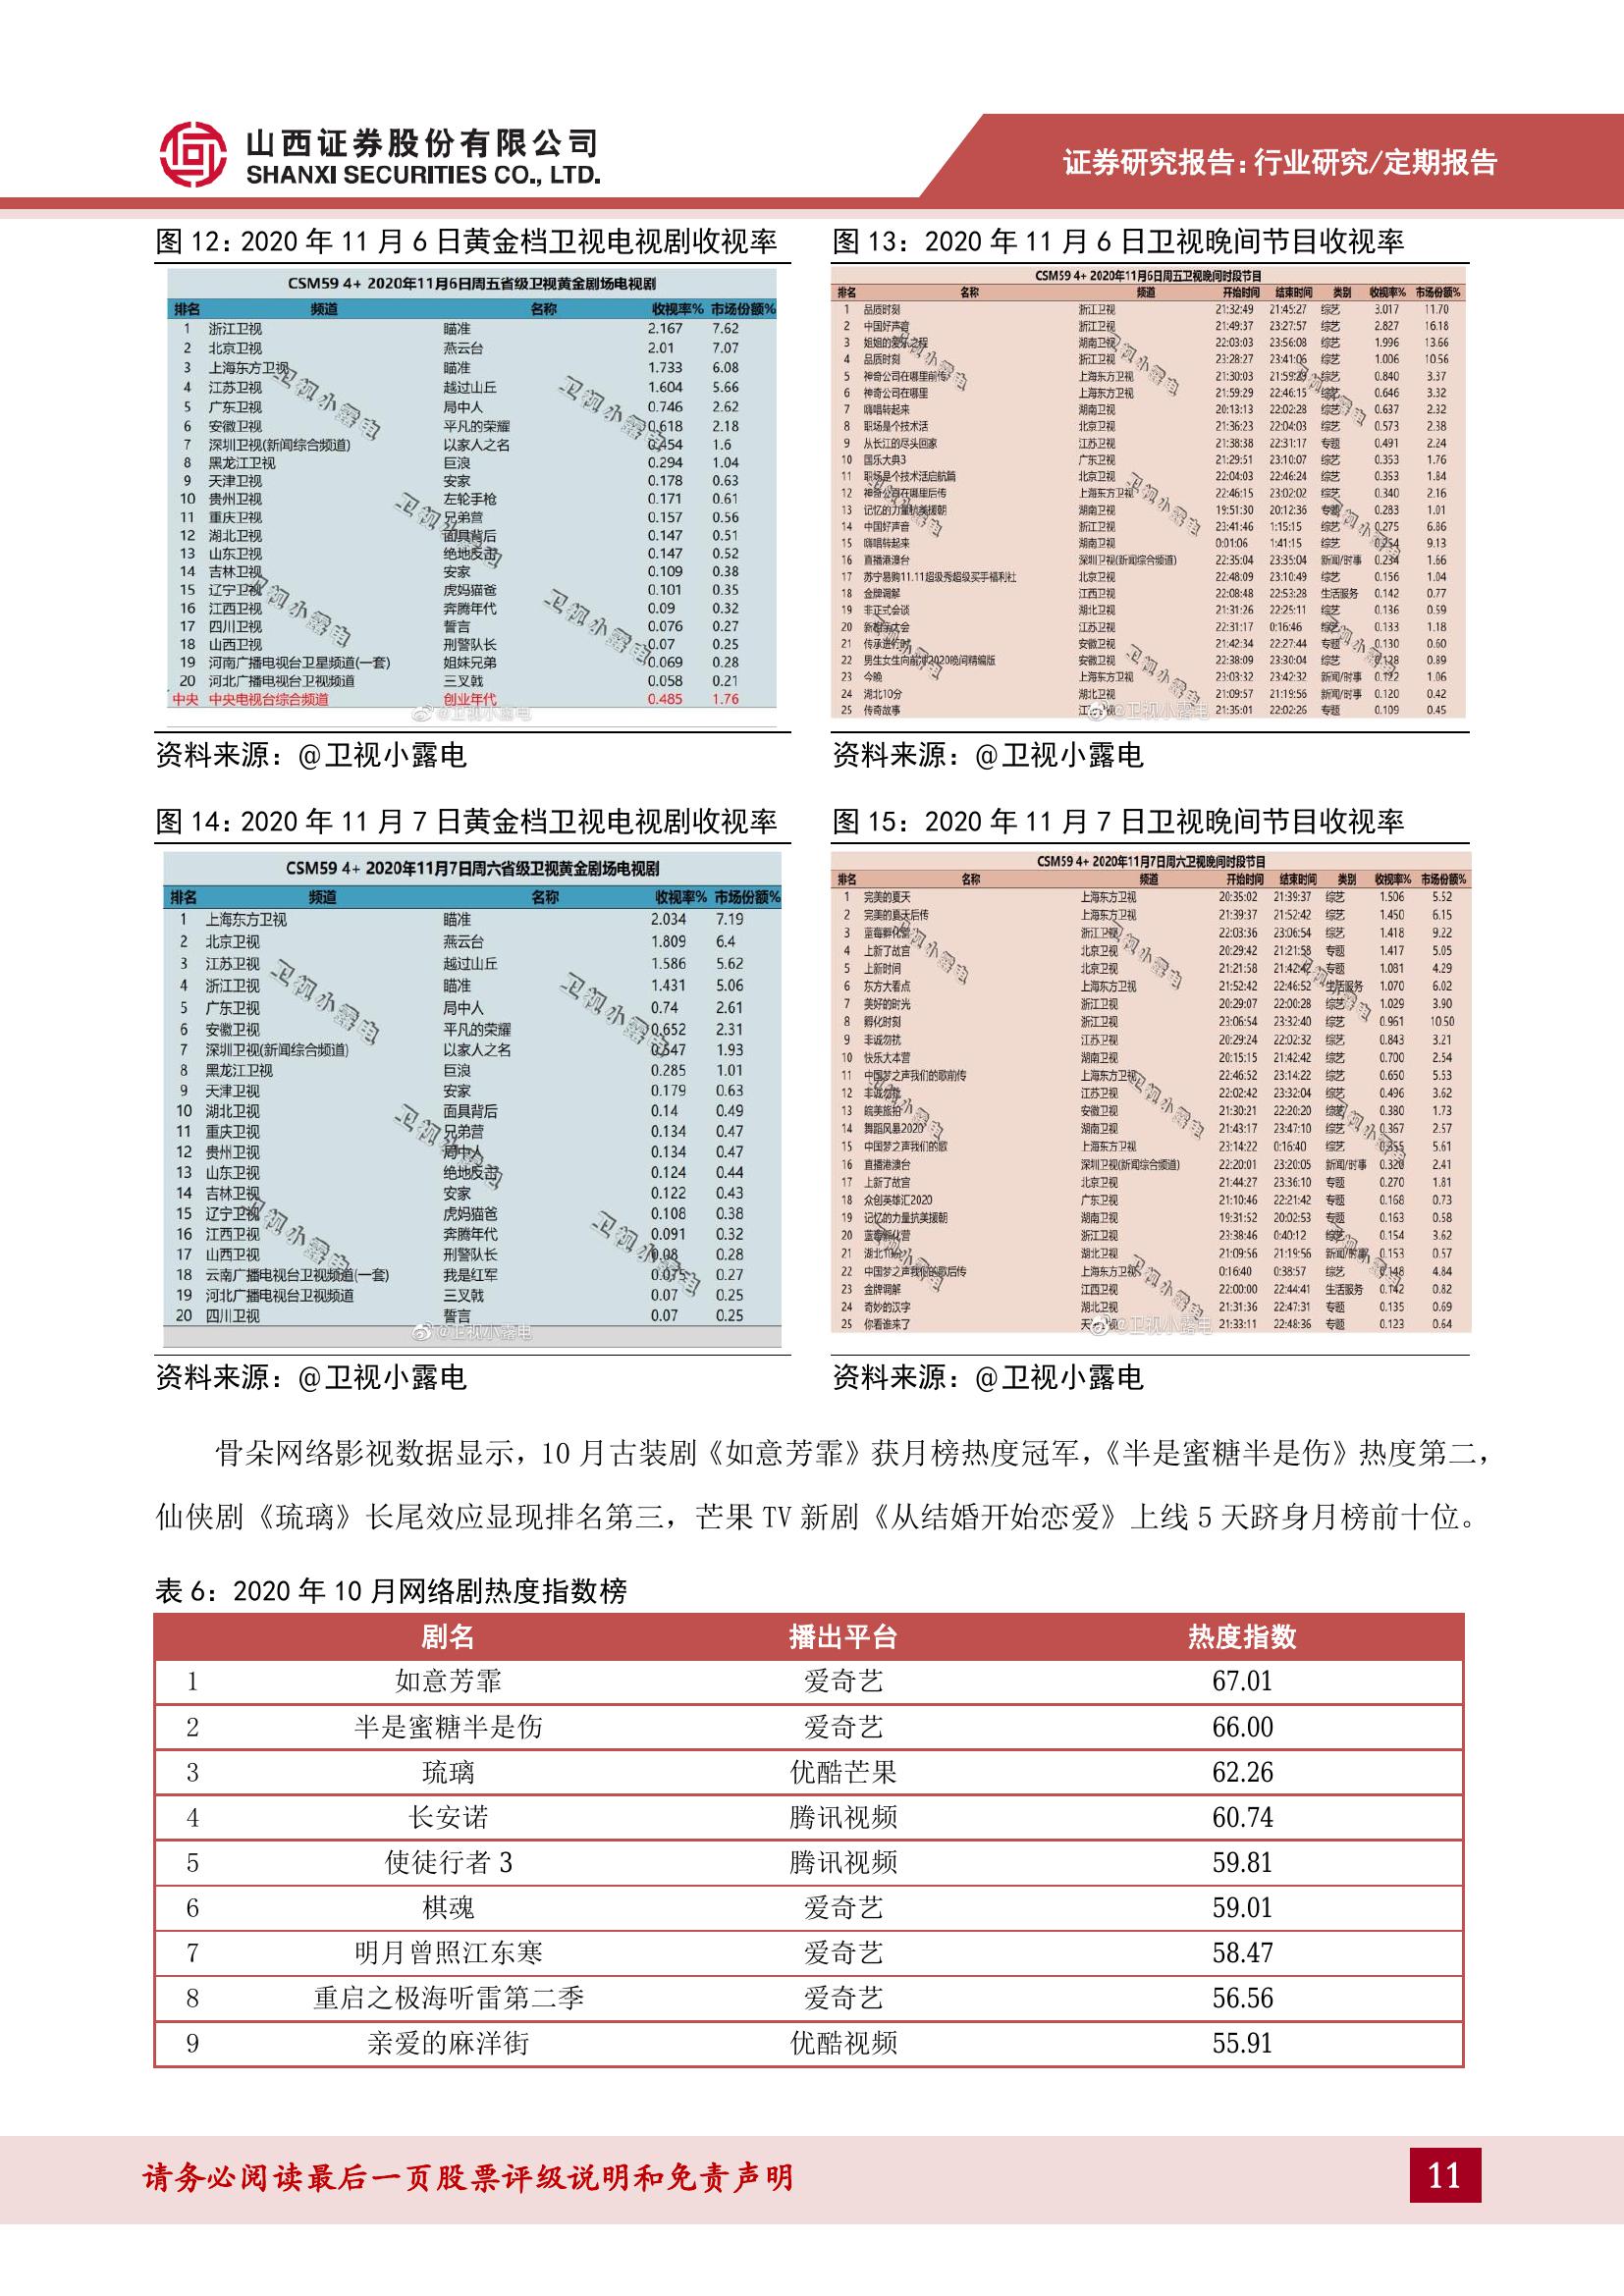 山西证券股份有限公司
SHANXI SECURITIES CO., LTD.
证券研究报告：行业研究/定期报告
图 12：2020 年 11 月 6 日黄金档卫视电视剧收视率
CSM59 4+ 2020年11月6日周五省级卫视黄金剧场电视剧
排名 频道 名称 收视率% 市场份额%
1 浙江卫视 瞄准 2.167 7.62
2 北京卫视 燕云台 2.01 7.07
3 上海东方卫视 瞄准 1.733 6.08
4 江苏卫视 越过山丘 1.604 5.66
5 广东卫视 局中人 0.746 2.62
6 安徽卫视 平凡的荣耀 0.618 2.18
7 深圳卫视(新闻综合频道) 以家人之名 0.454 1.6
8 黑龙江卫视 巨浪 0.294 1.04
9 天津卫视 安家 0.178 0.63
10 贵州卫视 左轮手枪 0.171 0.61
11 重庆卫视 兄弟营 0.157 0.56
12 湖北卫视 面具背后 0.147 0.51
13 山东卫视 绝地反击 0.147 0.52
14 吉林卫视 安家 0.109 0.38
15 辽宁卫视 虎妈猫爸 0.101 0.35
16 江西卫视 奔腾年代 0.09 0.32
17 四川卫视 誓言 0.076 0.27
18 山西卫视 刑警队长 0.07 0.25
19 河南广播电视台卫星频道(一套) 姐妹兄弟 0.069 0.28
20 河北广播电视台卫视频道 三叉戟 0.058 0.21
中央 中央电视台综合频道 创业年代 0.485 1.76
@卫视小露电
资料来源：@卫视小露电
图 13：2020 年 11 月 6 日卫视晚间节目收视率
CSM59 4+ 2020年11月6日周五卫视晚间时段节目
排名 名称 频道 开始时间 结束时间 类别 收视率% 市场份额%
1 品质时刻 浙江卫视 21:32:49 21:45:27 综艺 3.017 11.70
2 中国好声音 浙江卫视 21:49:37 23:27:57 综艺 2.827 16.18
3 姐姐的爱乐之程 湖南卫视 22:03:03 23:56:08 综艺 1.996 13.66
4 品质时刻 浙江卫视 23:28:27 23:41:06 综艺 1.006 10.56
5 神奇公司在哪里前传 上海东方卫视 21:30:03 21:59:29 综艺 0.840 3.37
6 神奇公司在哪里 上海东方卫视 21:59:29 22:46:15 综艺 0.646 3.32
7 嗨唱转起来 湖南卫视 20:13:13 22:02:28 综艺 0.637 2.32
8 职场是个技术活 北京卫视 21:36:23 22:04:03 综艺 0.573 2.38
9 从长江的尽头回家 江苏卫视 21:38:38 22:31:17 专题 0.491 2.24
10 国乐大典3 广东卫视 21:29:51 23:10:07 综艺 0.353 1.76
11 职场是个技术活启航篇 北京卫视 22:04:03 22:46:24 综艺 0.353 1.84
12 神奇公司在哪里后传 上海东方卫视 22:46:15 23:02:02 综艺 0.340 2.16
13 记忆的力量抗美援朝 湖南卫视 19:51:30 20:12:36 专题 0.283 1.01
14 中国好声音 浙江卫视 23:41:46 1:15:15 综艺 0.275 6.86
15 嗨唱转起来 湖南卫视 0:01:06 1:41:15 综艺 0.254 9.13
16 直播港澳台 深圳卫视(新闻综合频道) 22:35:04 23:35:04 新闻/时事 0.234 1.66
17 苏宁易购11.11超级秀超级买手福利社 北京卫视 22:48:09 23:10:49 综艺 0.156 1.04
18 金牌调解 江西卫视 22:08:48 22:53:28 生活服务 0.142 0.77
19 非正式会谈 湖北卫视 21:31:26 22:25:11 综艺 0.136 0.59
20 新相亲大会 江苏卫视 22:31:17 0:16:46 综艺 0.133 1.18
21 传承进行时 安徽卫视 21:42:34 22:27:44 专题 0.130 0.60
22 男生女生向前冲2020晚间精编版 安徽卫视 22:38:09 23:30:04 综艺 0.128 0.89
23 今晚 上海东方卫视 23:03:32 23:42:32 新闻/时事 0.122 1.06
24 湖北10分 湖北卫视 21:09:57 21:19:56 新闻/时事 0.120 0.42
25 传奇故事 江西卫视 21:35:01 22:02:26 专题 0.109 0.45
@卫视小露电
资料来源：@卫视小露电
图 14：2020 年 11 月 7 日黄金档卫视电视剧收视率
CSM59 4+ 2020年11月7日周六省级卫视黄金剧场电视剧
排名 频道 名称 收视率% 市场份额%
1 上海东方卫视 瞄准 2.034 7.19
2 北京卫视 燕云台 1.809 6.4
3 江苏卫视 越过山丘 1.586 5.62
4 浙江卫视 瞄准 1.431 5.06
5 广东卫视 局中人 0.74 2.61
6 安徽卫视 平凡的荣耀 0.652 2.31
7 深圳卫视(新闻综合频道) 以家人之名 0.547 1.93
8 黑龙江卫视 巨浪 0.285 1.01
9 天津卫视 安家 0.179 0.63
10 湖北卫视 面具背后 0.14 0.49
11 重庆卫视 兄弟营 0.134 0.47
12 贵州卫视 局中人 0.134 0.47
13 山东卫视 绝地反击 0.124 0.44
14 吉林卫视 安家 0.122 0.43
15 辽宁卫视 虎妈猫爸 0.108 0.38
16 江西卫视 奔腾年代 0.091 0.32
17 山西卫视 刑警队长 0.08 0.28
18 云南广播电视台卫视频道(一套) 我是红军 0.075 0.27
19 河北广播电视台卫视频道 三叉戟 0.07 0.25
20 四川卫视 誓言 0.07 0.25
@卫视小露电
资料来源：@卫视小露电
图 15：2020 年 11 月 7 日卫视晚间节目收视率
CSM59 4+ 2020年11月7日周六卫视晚间时段节目
排名 名称 频道 开始时间 结束时间 类别 收视率% 市场份额%
1 完美的夏天 上海东方卫视 20:35:02 21:39:37 综艺 1.506 5.52
2 完美的夏天后传 上海东方卫视 21:39:37 21:52:42 综艺 1.450 6.15
3 蓝莓孵化营 浙江卫视 22:03:36 23:06:54 综艺 1.418 9.22
4 上新了故宫 北京卫视 20:29:42 21:21:58 专题 1.417 5.05
5 上新时间 北京卫视 21:21:58 21:42:42 专题 1.081 4.29
6 东方大看点 上海东方卫视 21:52:42 22:46:52 生活服务 1.070 6.02
7 美好的时光 浙江卫视 20:29:07 22:00:28 综艺 1.029 3.90
8 孵化时刻 浙江卫视 23:06:54 23:32:40 综艺 0.961 10.50
9 非诚勿扰 江苏卫视 20:29:24 22:02:32 综艺 0.843 3.21
10 快乐大本营 湖南卫视 20:15:15 21:42:42 综艺 0.700 2.54
11 中国梦之声我们的歌前传 上海东方卫视 22:46:52 23:14:22 综艺 0.650 5.53
12 非诚勿扰 江苏卫视 22:02:42 23:32:04 综艺 0.496 3.62
13 皖美旅拍 安徽卫视 21:30:21 22:20:20 综艺 0.380 1.73
14 舞蹈风暴2020 湖南卫视 21:43:17 23:47:10 综艺 0.367 2.57
15 中国梦之声我们的歌 上海东方卫视 23:14:22 0:16:40 综艺 0.355 5.61
16 直播港澳台 深圳卫视(新闻综合频道) 22:20:01 23:20:05 新闻/时事 0.320 2.41
17 上新了故宫 北京卫视 21:44:27 23:36:10 专题 0.270 1.81
18 众创英雄汇2020 广东卫视 21:10:46 22:21:42 专题 0.168 0.73
19 记忆的力量抗美援朝 湖南卫视 19:31:52 20:02:53 专题 0.163 0.58
20 蓝莓孵化营 浙江卫视 23:38:46 0:40:12 综艺 0.154 3.62
21 湖北10分 湖北卫视 21:09:56 21:19:56 新闻/时事 0.153 0.57
22 中国梦之声我们的歌后传 上海东方卫视 0:16:40 0:38:57 综艺 0.148 4.84
23 金牌调解 江西卫视 22:00:00 22:44:41 生活服务 0.142 0.82
24 奇妙的汉字 湖北卫视 21:31:36 22:47:31 专题 0.135 0.69
25 你看谁来了 天津卫视 21:33:11 22:48:36 专题 0.123 0.64
@卫视小露电
资料来源：@卫视小露电
骨朵网络影视数据显示，10 月古装剧《如意芳霏》获月榜热度冠军，《半是蜜糖半是伤》热度第二，
仙侠剧《琉璃》长尾效应显现排名第三，芒果 TV 新剧《从结婚开始恋爱》上线 5 天跻身月榜前十位。
表 6：2020 年 10 月网络剧热度指数榜
剧名 播出平台 热度指数
1 如意芳霏 爱奇艺 67.01
2 半是蜜糖半是伤 爱奇艺 66.00
3 琉璃 优酷芒果 62.26
4 长安诺 腾讯视频 60.74
5 使徒行者 3 腾讯视频 59.81
6 棋魂 爱奇艺 59.01
7 明月曾照江东寒 爱奇艺 58.47
8 重启之极海听雷第二季 爱奇艺 56.56
9 亲爱的麻洋街 优酷视频 55.91
请务必阅读最后一页股票评级说明和免责声明
11